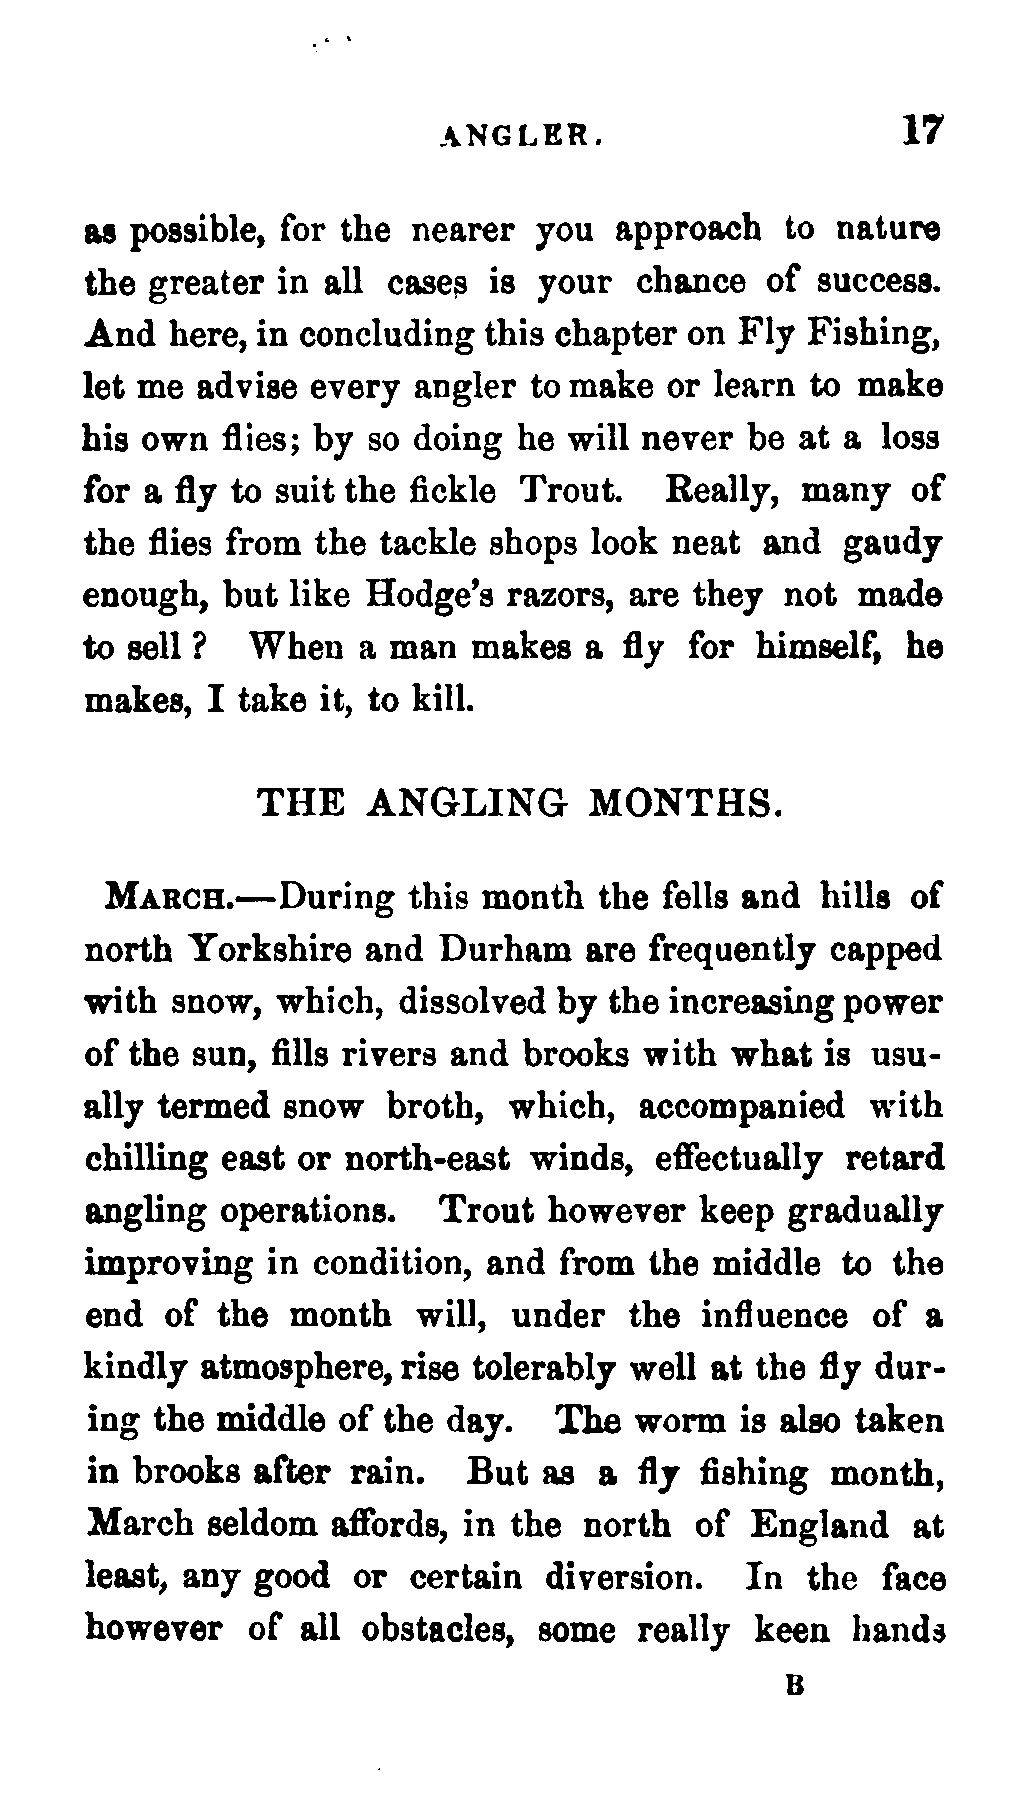 ANGLER. 17
as possible, for the nearer you approach to nature
the greater in all cases is your chance of success.
And here, in concluding this chapter on Fly Fishing,
let me advise every angler to make or learn to make
his own flies; by so doing he will never be at a loss
for a fly to suit the fickle Trout. Really, many of
the flies from the tackle shops look neat and gaudy
enough, but like Hodge's razors, are they not made
to sell ? When a man makes a fly for himself, he
makes, I take it, to kill.
THE ANGLING MONTHS.
MARCH.—During this month the fells and hills of
north Yorkshire and Durham are frequently capped
with snow, which, dissolved by the increasing power
of the sun, fills rivers and brooks with what is usu-
ally termed snow broth, which, accompanied with
chilling east or north-east winds, effectually retard
angling operations. Trout however keep gradually
improving in condition, and from the middle to the
end of the month will, under the influence of a
kindly atmosphere, rise tolerably well at the fly dur-
ing the middle of the day. The worm is also taken
in brooks after rain. But as a fly fishing month,
March seldom affords, in the north of England at
least, any good or certain diversion. In the face
however of all obstacles, some really keen hands
B